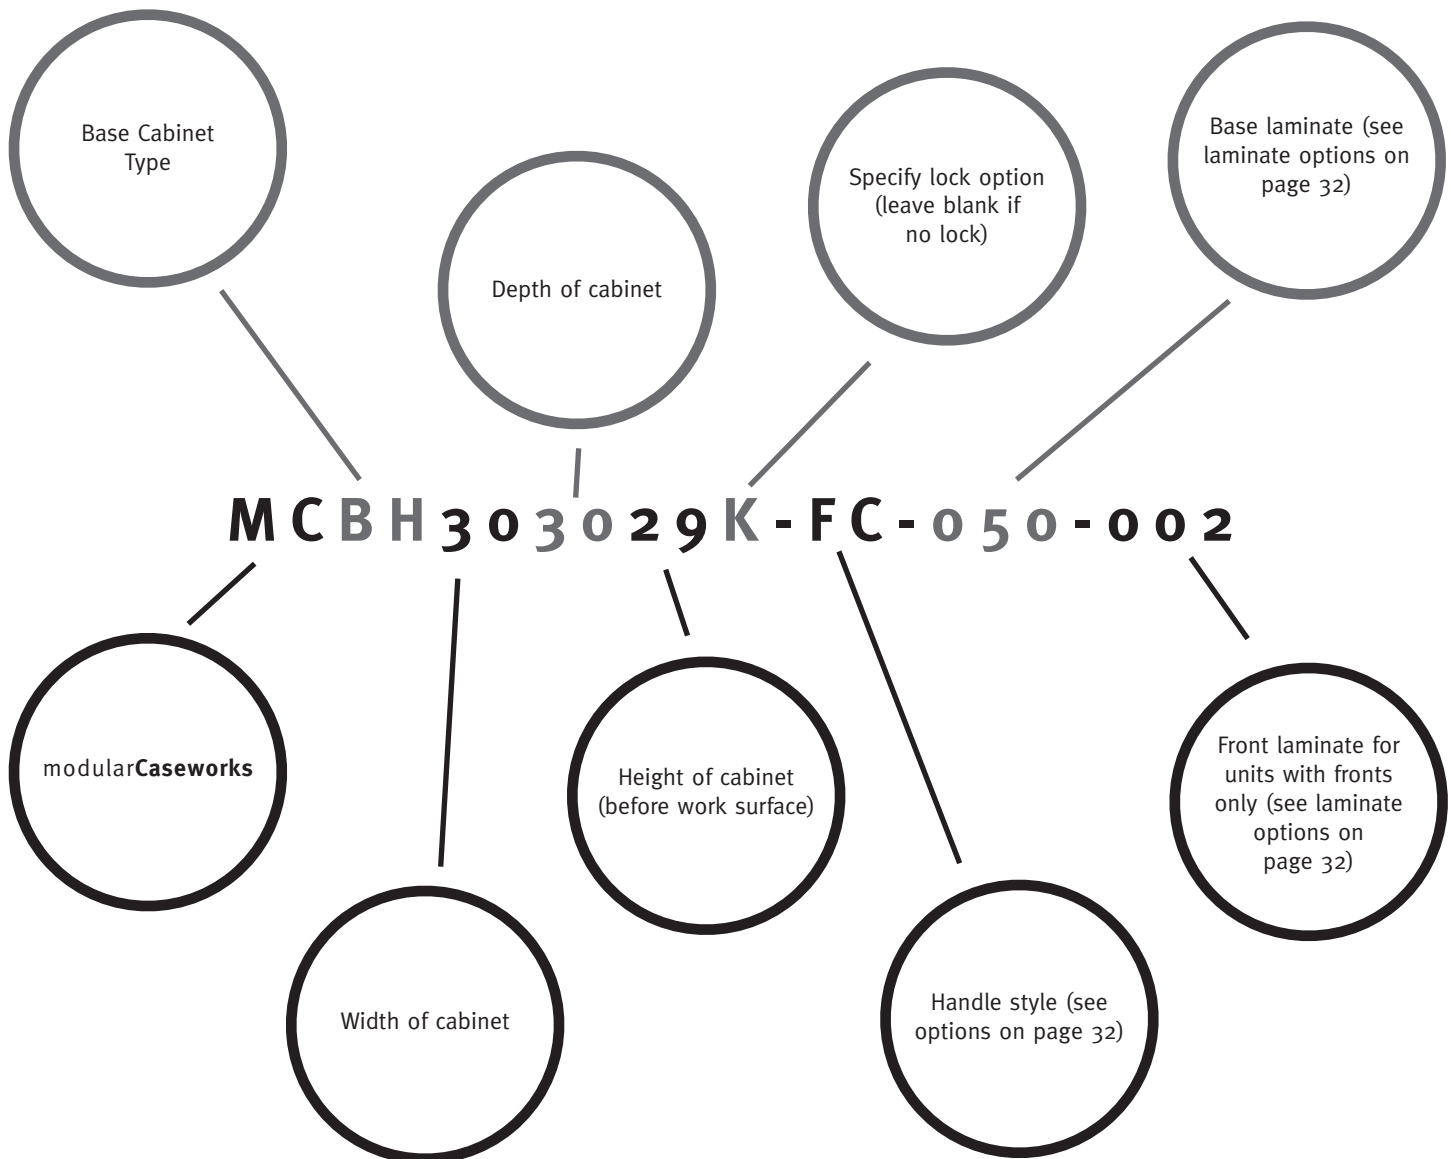 Base Cabinet
Type
Depth of cabinet
Specify lock option
(leave blank if
no lock)
Base laminate (see
laminate options on
page 32)
MCBH303029K-FC-050-002
modularCaseworks
Width of cabinet
Height of cabinet
(before work surface)
Handle style (see
options on page 32)
Front laminate for
units with fronts
only (see laminate
options on
page 32)